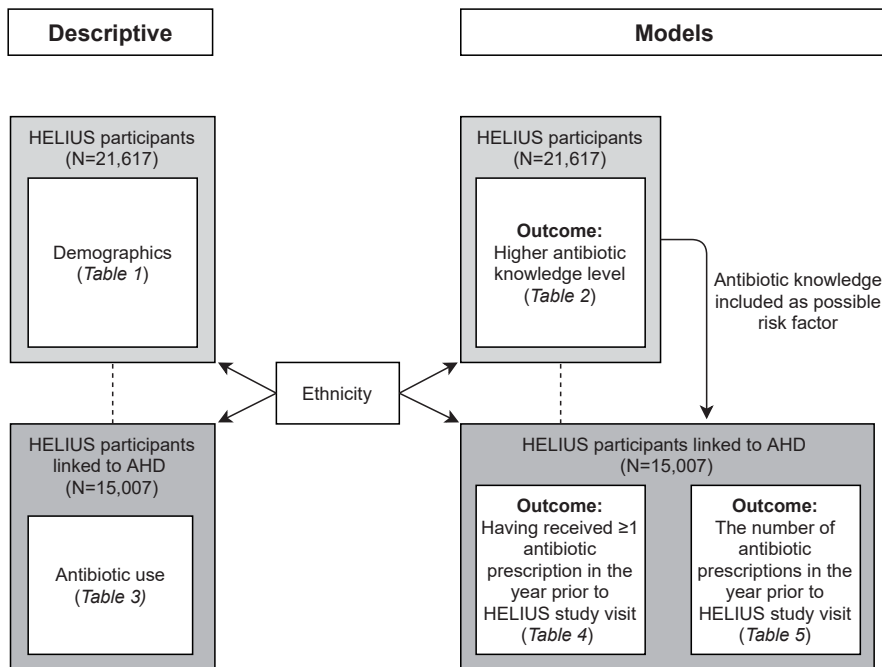 Descriptive
Models
HELIUS participants
(N=21,617)
Demographics
(Table 1)
HELIUS participants
(N=21,617)
Outcome:
Higher antibiotic
knowledge level
(Table 2)
Antibiotic knowledge
included as possible
risk factor
Ethnicity
HELIUS participants
linked to AHD
(N=15,007)
Antibiotic use
(Table 3)
HELIUS participants linked to AHD
(N=15,007)
Outcome:
Having received ≥1
antibiotic
prescription in the
year prior to
HELIUS study visit
(Table 4)
Outcome:
The number of
antibiotic
prescriptions in the
year prior to
HELIUS study visit
(Table 5)